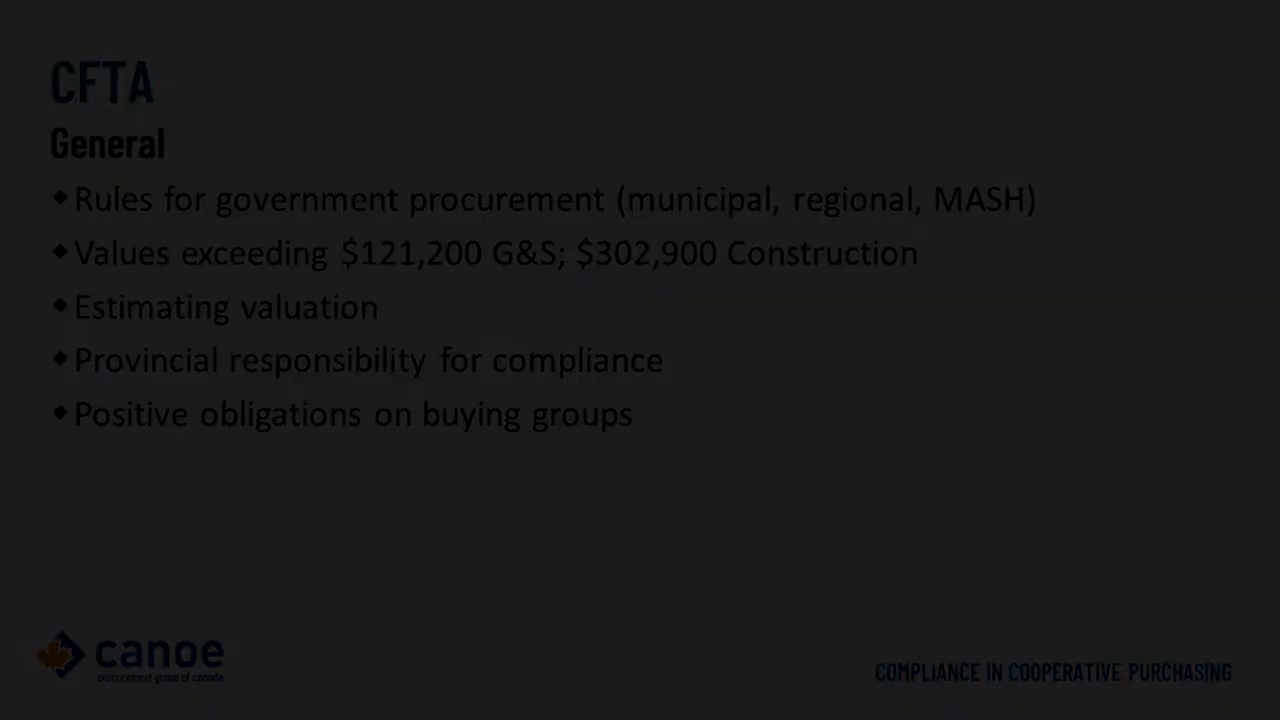 CFTA
General
◆Rules for government procurement (municipal, regional, MASH)
◆Values exceeding $121,200 G&S; $302,900 Construction
◆Estimating valuation
◆Provincial responsibility for compliance
◆Positive obligations on buying groups
canoe
procurement group of canada
COMPLIANCE IN COOPERATIVE PURCHASING